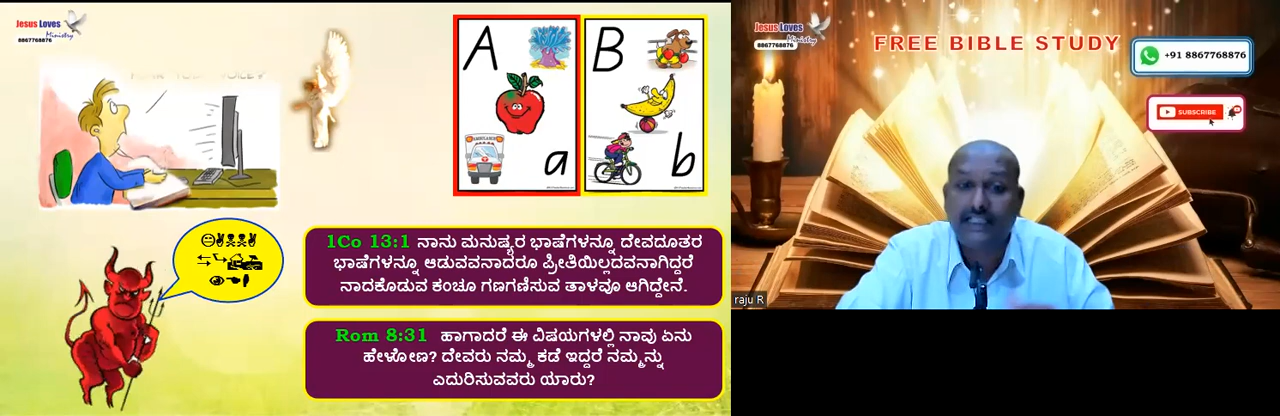 Jesus Loves
Ministry
8867768876
A
a
B
b
AMBULANCE
1Co 13:1 ನಾನು ಮನುಷ್ಯರ ಭಾಷೆಗಳನ್ನೂ ದೇವದೂತರ
ಭಾಷೆಗಳನ್ನೂ ಆಡುವವನಾದರೂ ಪ್ರೀತಿಯಿಲ್ಲದವನಾಗಿದ್ದರೆ
ನಾದಕೊಡುವ ಕಂಚೂ ಗಣಗಣಿಸುವ ತಾಳವೂ ಆಗಿದ್ದೇನೆ.
Rom 8:31 ಹಾಗಾದರೆ ಈ ವಿಷಯಗಳಲ್ಲಿ ನಾವು ಏನು
ಹೇಳೋಣ? ದೇವರು ನಮ್ಮ ಕಡೆ ಇದ್ದರೆ ನಮ್ಮನ್ನು
ಎದುರಿಸುವವರು ಯಾರು?
Jesus Loves
Ministry
8867768876
FREE BIBLE STUDY
+91 8867768876
SUBSCRIBE
raju R